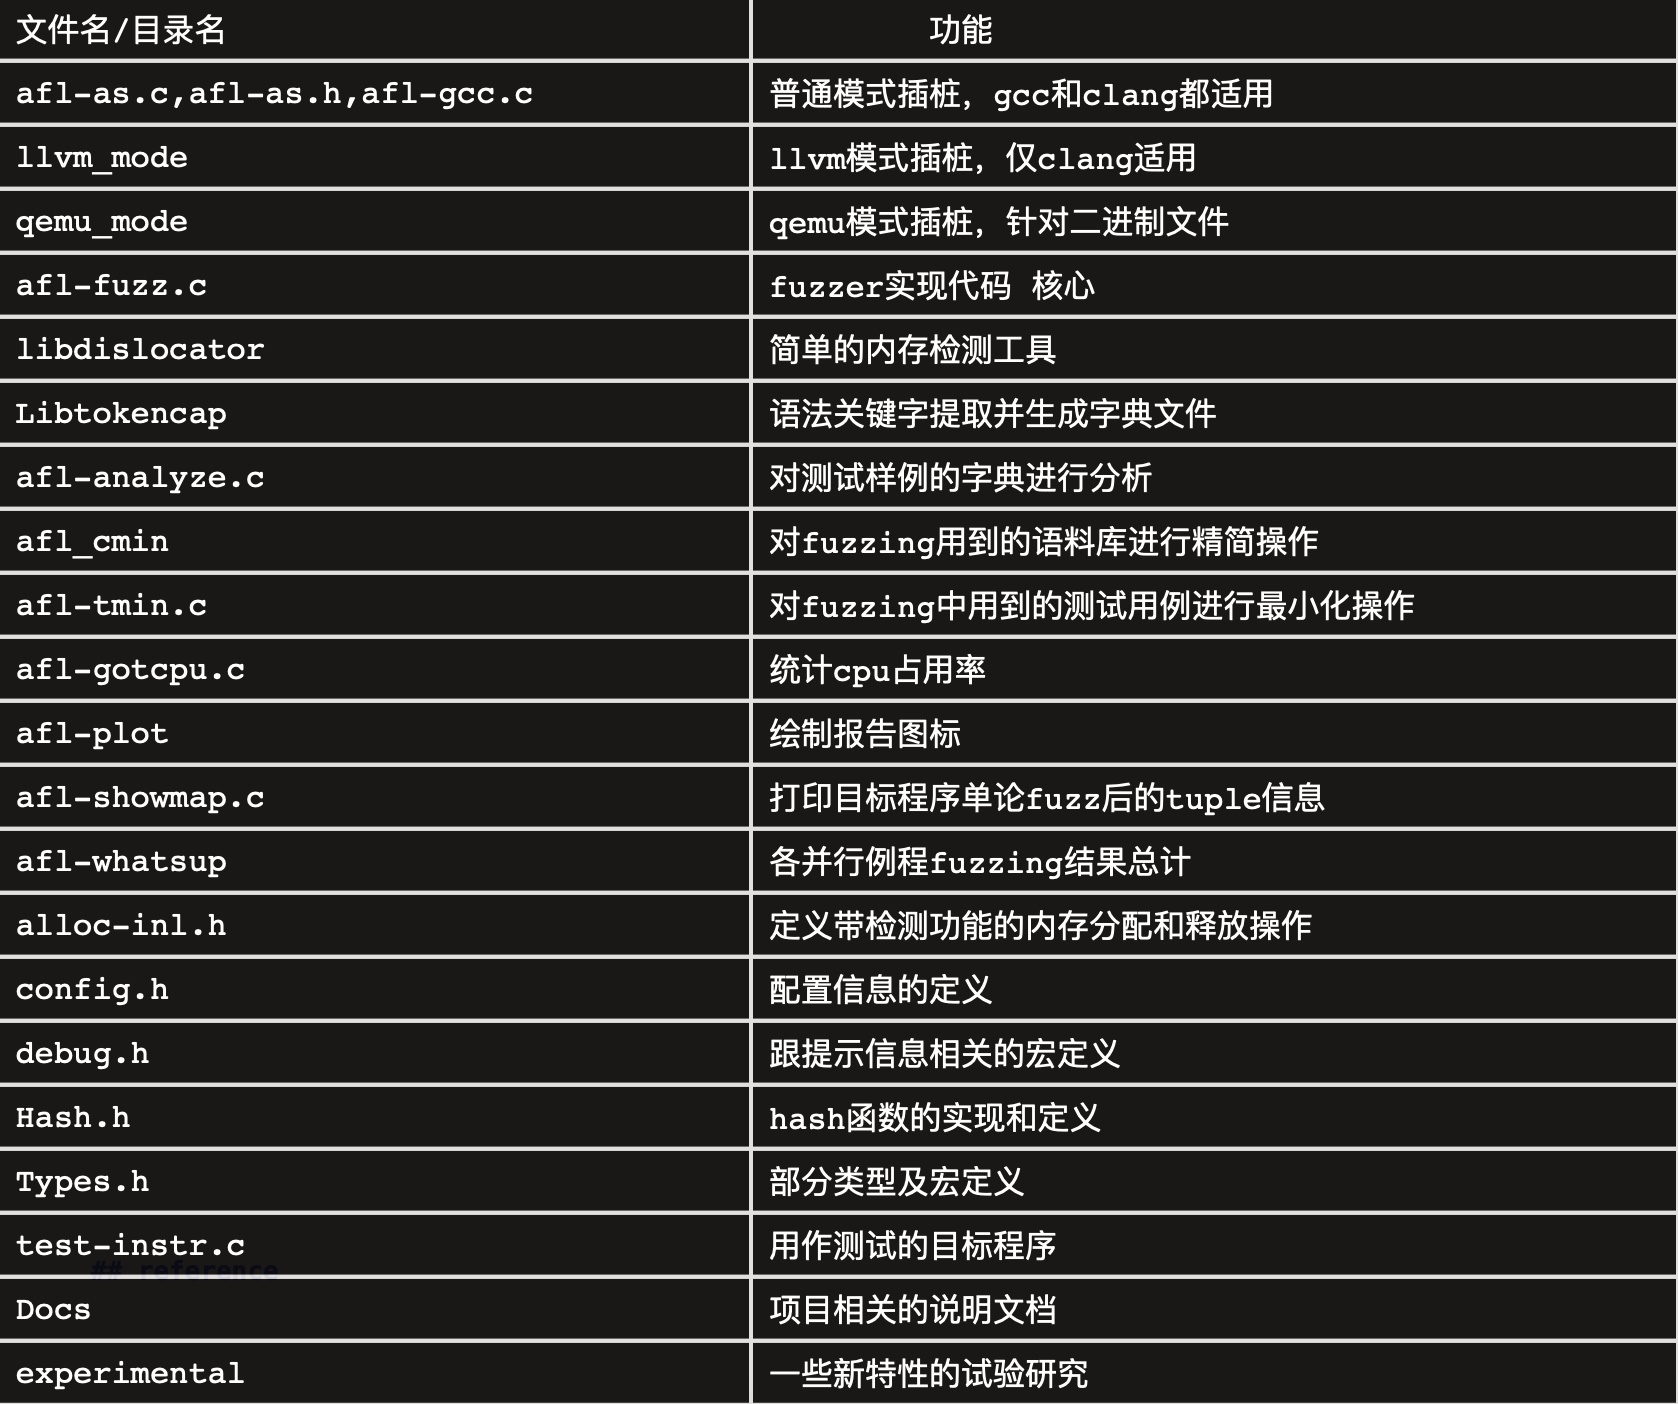 文件名/目录名 功能
afl-as.c,afl-as.h,afl-gcc.c 普通模式插桩，gcc和clang都适用
llvm_mode llvm模式插桩，仅clang适用
qemu_mode qemu模式插桩，针对二进制文件
afl-fuzz.c fuzzer实现代码 核心
libdislocator 简单的内存检测工具
Libtokencap 语法关键字提取并生成字典文件
afl-analyze.c 对测试样例的字典进行分析
afl_cmin 对fuzzing用到的语料库进行精简操作
afl-tmin.c 对fuzzing中用到的测试用例进行最小化操作
afl-gotcpu.c 统计cpu占用率
afl-plot 绘制报告图标
afl-showmap.c 打印目标程序单论fuzz后的tuple信息
afl-whatsup 各并行例程fuzzing结果总计
alloc-inl.h 定义带检测功能的内存分配和释放操作
config.h 配置信息的定义
debug.h 跟提示信息相关的宏定义
Hash.h hash函数的实现和定义
Types.h 部分类型及宏定义
test-instr.c 用作测试的目标程序
## reference
Docs 项目相关的说明文档
experimental 一些新特性的试验研究